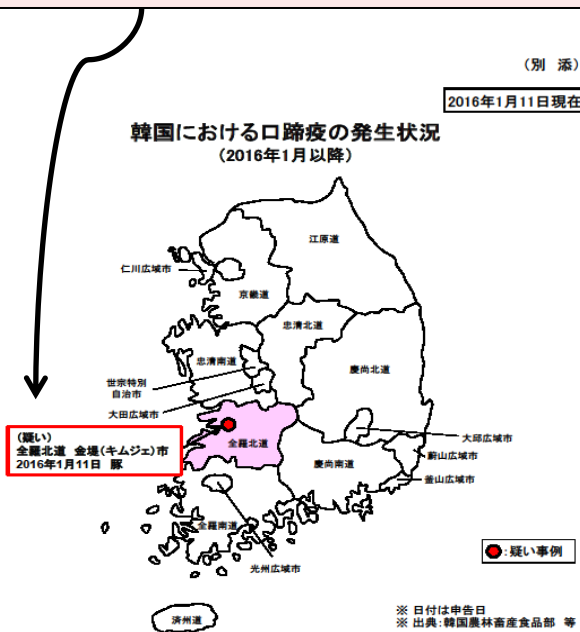 (別 添)
2016年1月11日現在
韓国における口蹄疫の発生状況
(2016年1月以降)
江原道
仁川広域市
京畿道
忠清北道
忠清南道
慶尚北道
世宗特別
自治市
大田広域市
(疑い)
全羅北道 金堤(キムジェ)市
2016年1月11日 豚
全羅北道
大邱広域市
慶尚南道
蔚山広域市
釜山広域市
全羅南道
光州広域市
:疑い事例
済州道
※ 日付は申告日
※ 出典:韓国農林畜産食品部 等